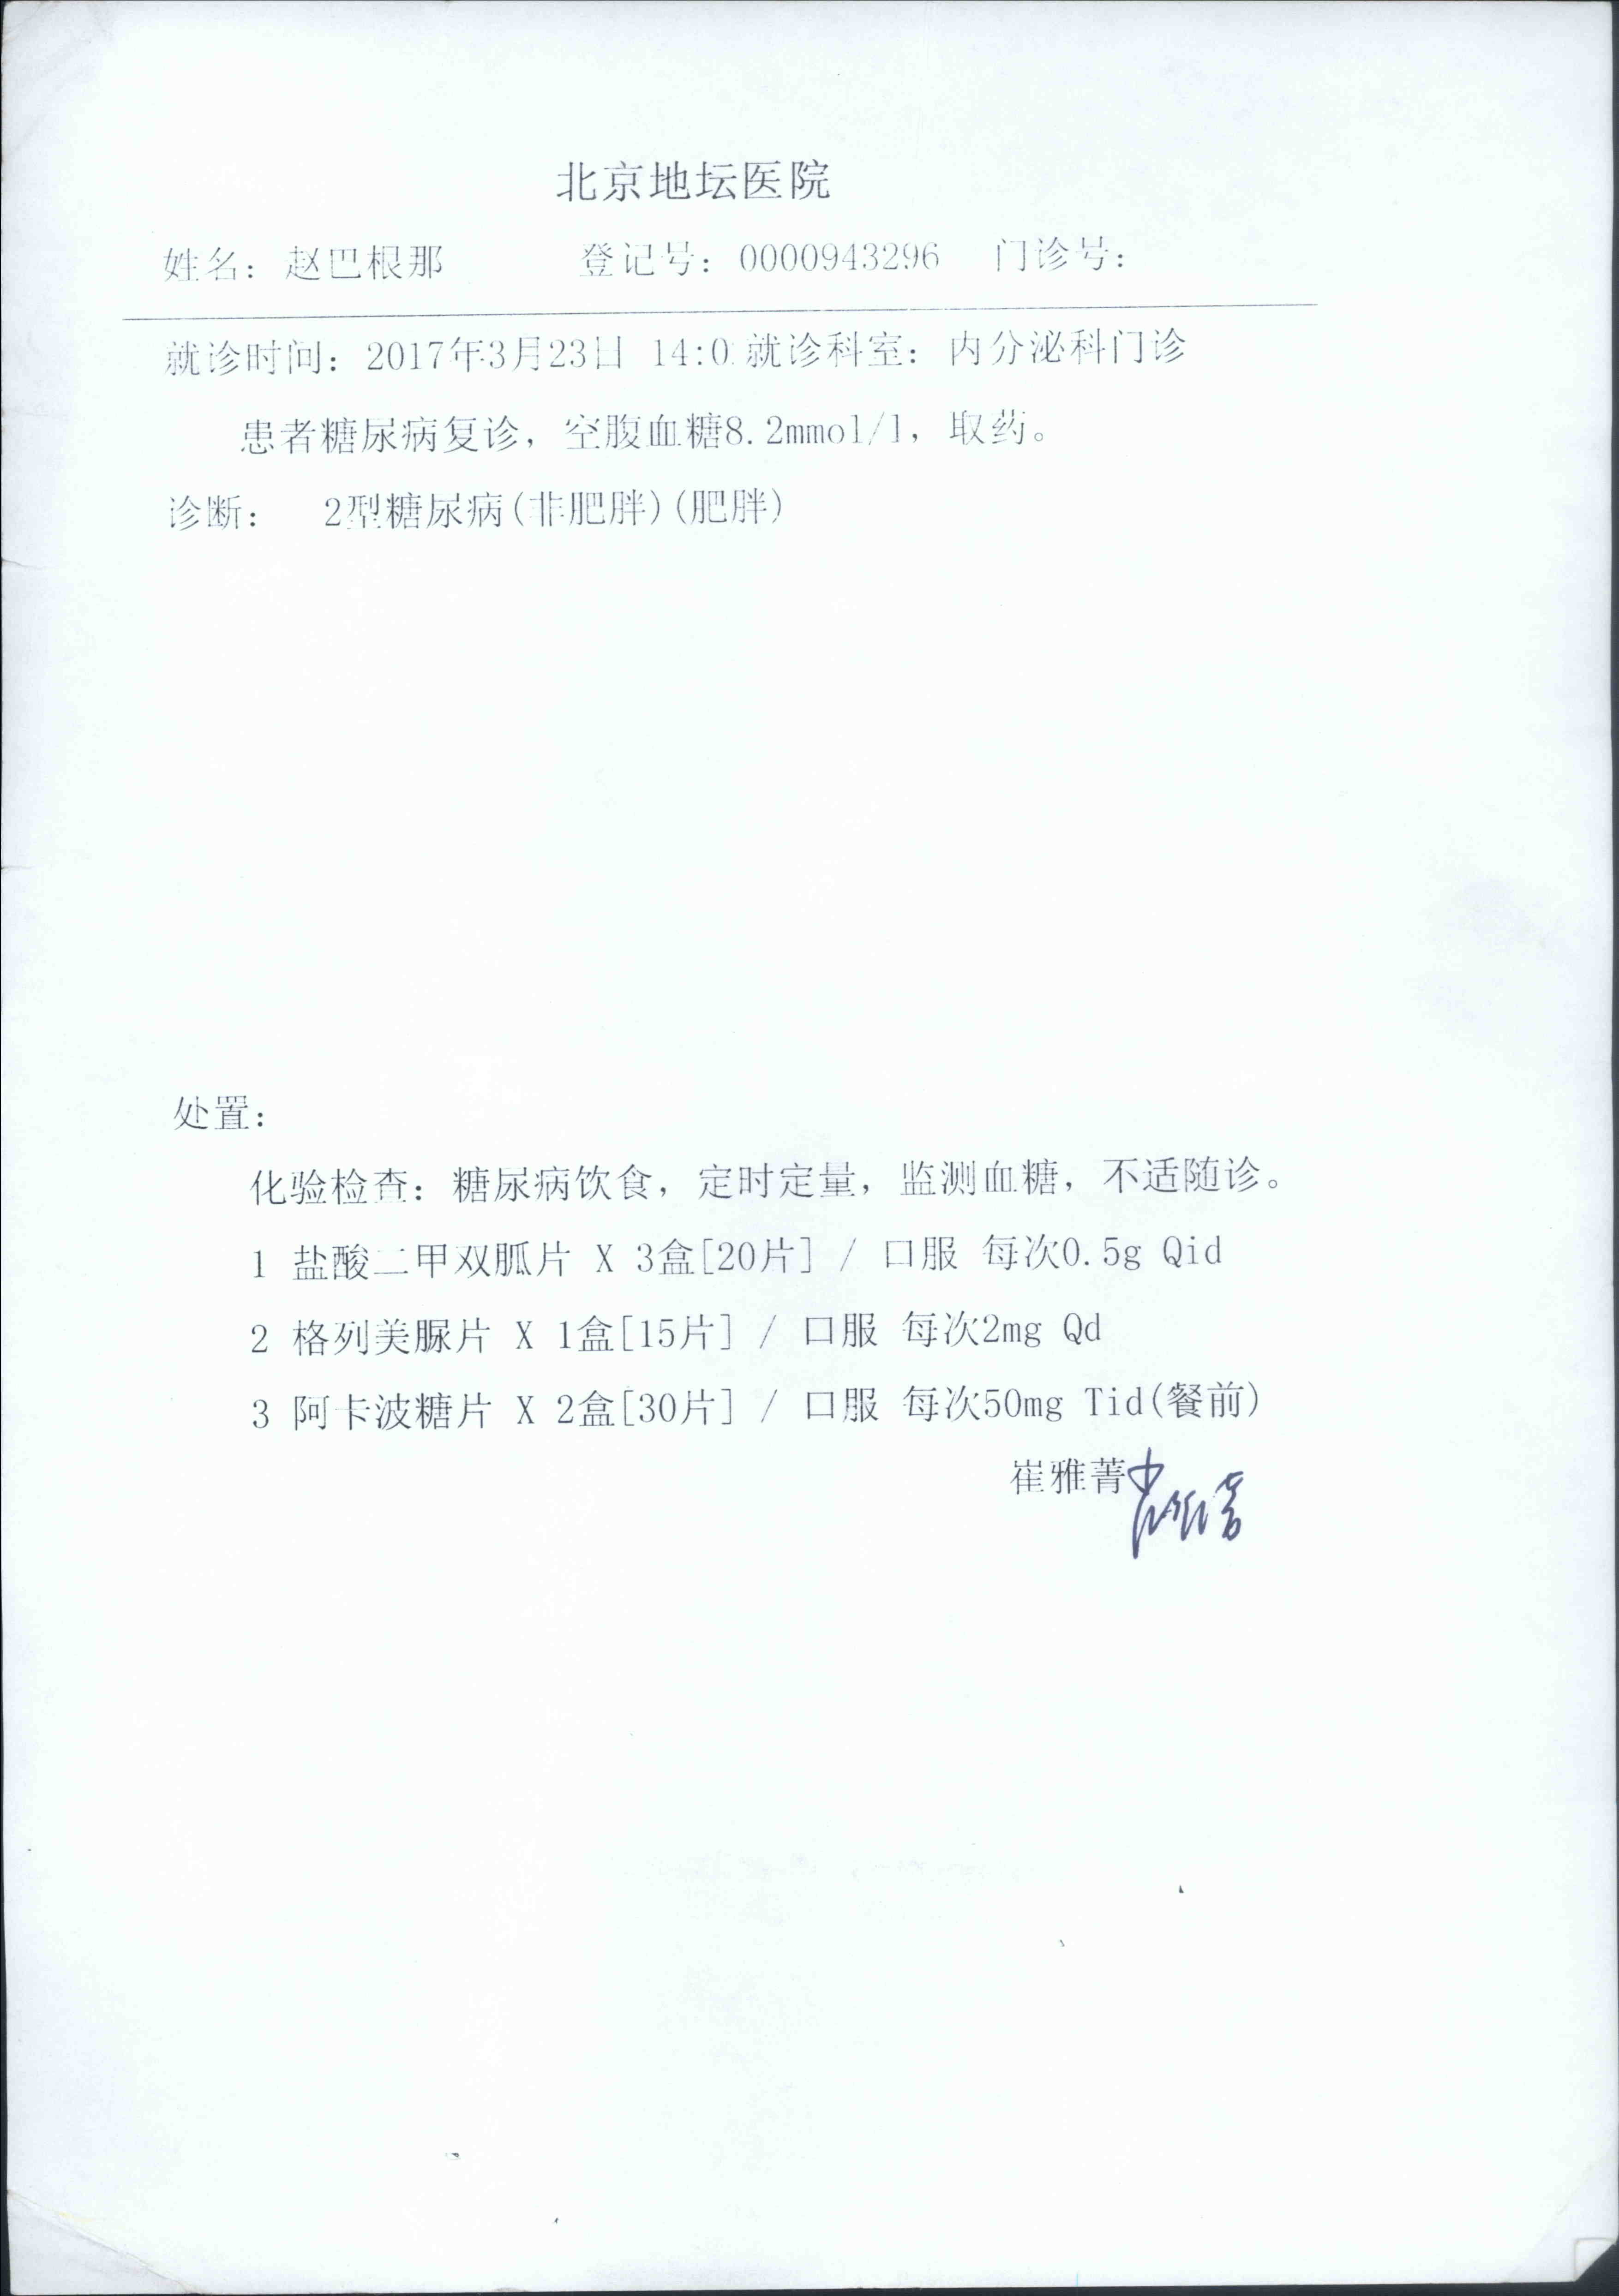 北京地坛医院
姓名：赵巴根那 登记号：0000943296 门诊号：
就诊时间：2017年3月23日 14:0 就诊科室：内分泌科门诊
患者糖尿病复诊，空腹血糖8.2mmol/l，取药。
诊断： 2型糖尿病(非肥胖)(肥胖)
处置：
化验检查：糖尿病饮食，定时定量，监测血糖，不适随诊。
1 盐酸二甲双胍片 X 3盒[20片] / 口服 每次0.5g Qid
2 格列美脲片 X 1盒[15片] / 口服 每次2mg Qd
3 阿卡波糖片 X 2盒[30片] / 口服 每次50mg Tid(餐前)
崔雅菁